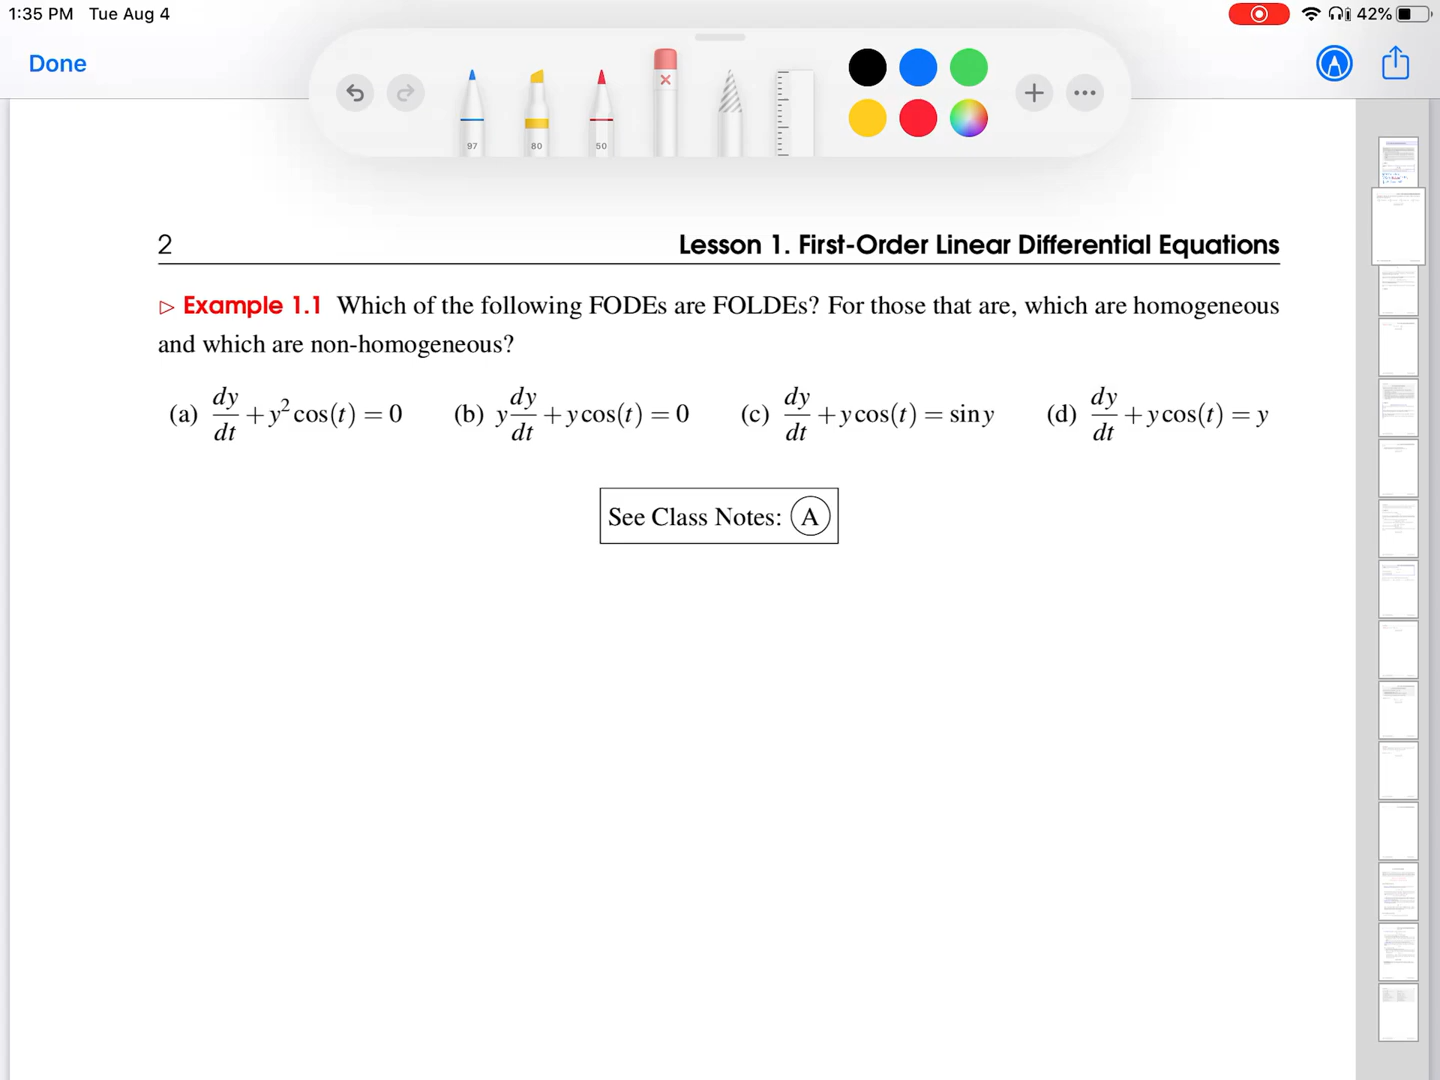 1:35 PM Tue Aug 4
42%
Done
97 80 50
2 Lesson 1. First-Order Linear Differential Equations
▷ Example 1.1 Which of the following FODEs are FOLDEs? For those that are, which are homogeneous
and which are non-homogeneous?
(a) dy/dt + y² cos(t) = 0 (b) y dy/dt + y cos(t) = 0 (c) dy/dt + y cos(t) = sin y (d) dy/dt + y cos(t) = y
See Class Notes: A